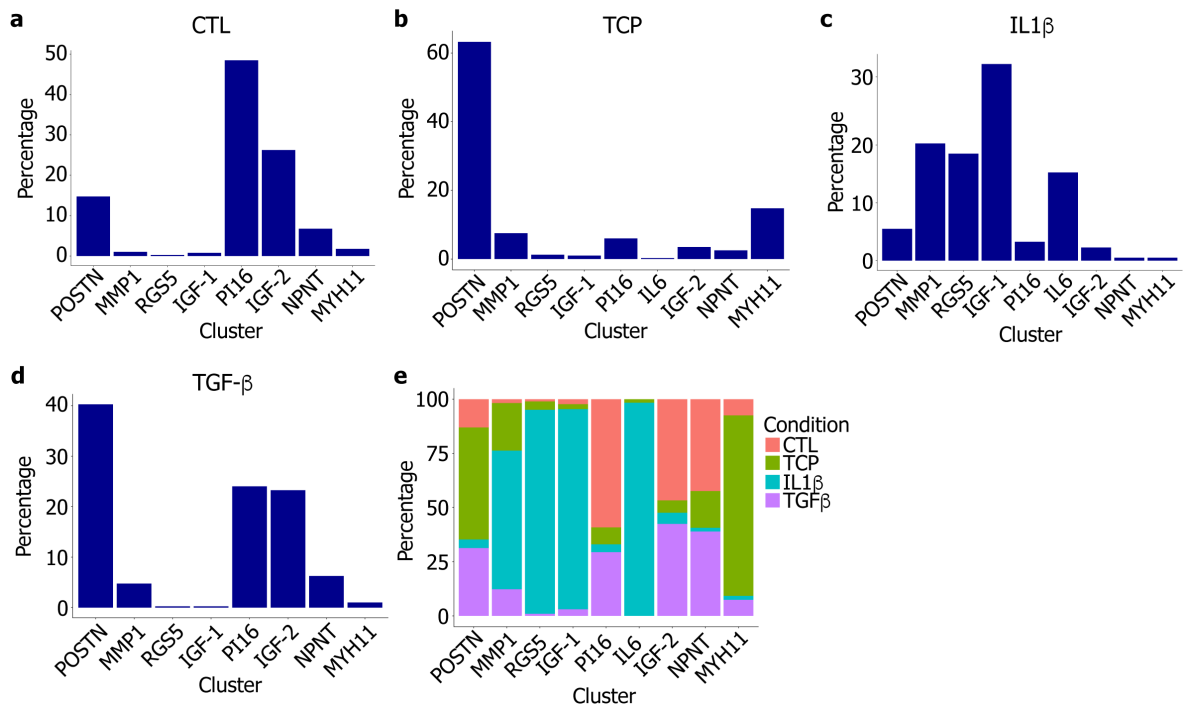 a
CTL
Percentage
50
40
30
20
10
0
POSTN
MMP1
RGS5
IGF-1
PI16
IGF-2
NPNT
MYH11
Cluster
b
TCP
Percentage
60
40
20
0
POSTN
MMP1
RGS5
IGF-1
PI16
IL6
IGF-2
NPNT
MYH11
Cluster
c
IL1β
Percentage
30
20
10
0
POSTN
MMP1
RGS5
IGF-1
PI16
IL6
IGF-2
NPNT
MYH11
Cluster
d
TGF-β
Percentage
40
30
20
10
0
POSTN
MMP1
RGS5
IGF-1
PI16
IGF-2
NPNT
MYH11
Cluster
e
Percentage
100
75
50
25
0
POSTN
MMP1
RGS5
IGF-1
PI16
IL6
IGF-2
NPNT
MYH11
Cluster
Condition
CTL
TCP
IL1β
TGFβ